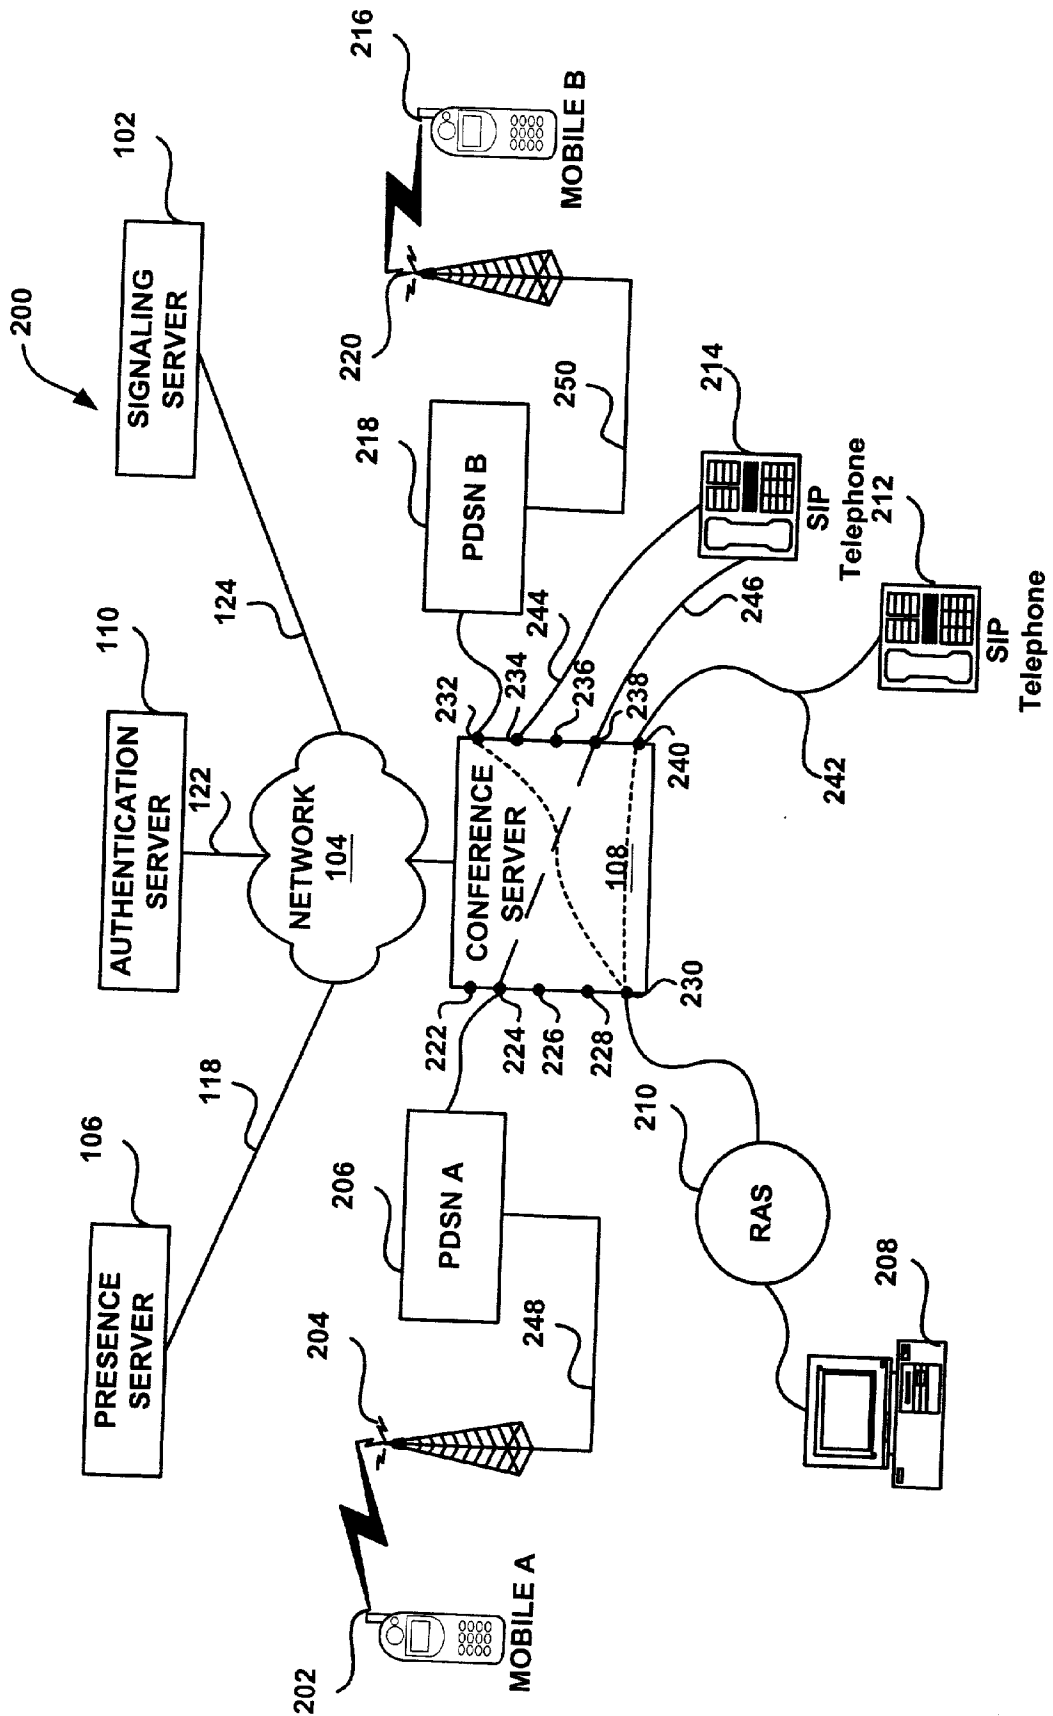 200
PRESENCE
SERVER
106
AUTHENTICATION
SERVER
110
SIGNALING
SERVER
102
118
122
124
NETWORK
104
202
MOBILE A
204
248
206
PDSN A
CONFERENCE
SERVER
108
222
224
226
228
230
232
234
236
238
240
218
PDSN B
220
250
216
MOBILE B
210
RAS
208
244
246
242
214
SIP
Telephone
212
SIP
Telephone